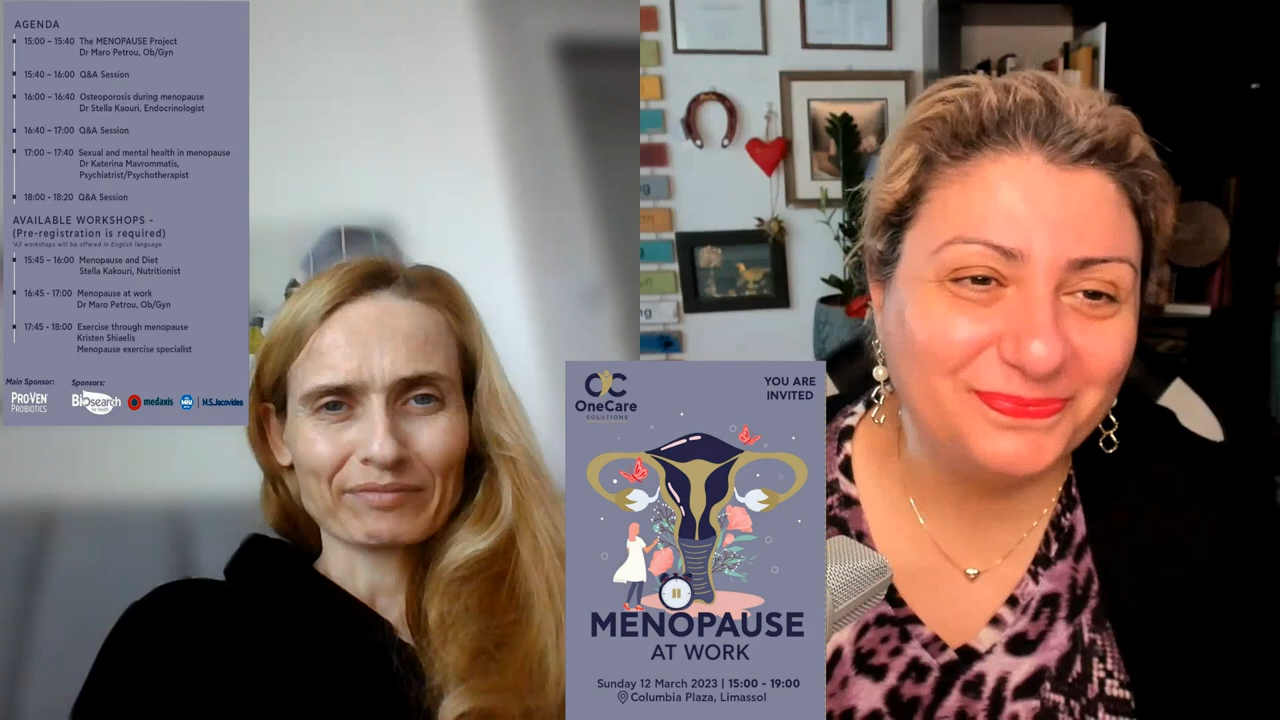 AGENDA
15:00 – 15:40 The MENOPAUSE Project
Dr Maro Petrou, Ob/Gyn
15:40 – 16:00 Q&A Session
16:00 – 16:40 Osteoporosis during menopause
Dr Stella Kaouri, Endocrinologist
16:40 – 17:00 Q&A Session
17:00 – 17:40 Sexual and mental health in menopause
Dr Katerina Mavrommatis,
Psychiatrist/Psychotherapist
18:00 - 18:20 Q&A Session
AVAILABLE WORKSHOPS -
(Pre-registration is required)
*All workshops will be offered in English language
15:45 – 16:00 Menopause and Diet
Stella Kakouri, Nutritionist
16:45 - 17:00 Menopause at work
Dr Maro Petrou, Ob/Gyn
17:45 - 18:00 Exercise through menopause
Kristen Shiaelis
Menopause exercise specialist
Main Sponsor:
Sponsors:
PROVEN
PROBIOTICS
Biosearch
for health
medaxis
M.S.Jacovides
OC
OneCare
SOLUTIONS
YOU ARE
INVITED
MENOPAUSE
AT WORK
Sunday 12 March 2023 | 15:00 - 19:00
Columbia Plaza, Limassol